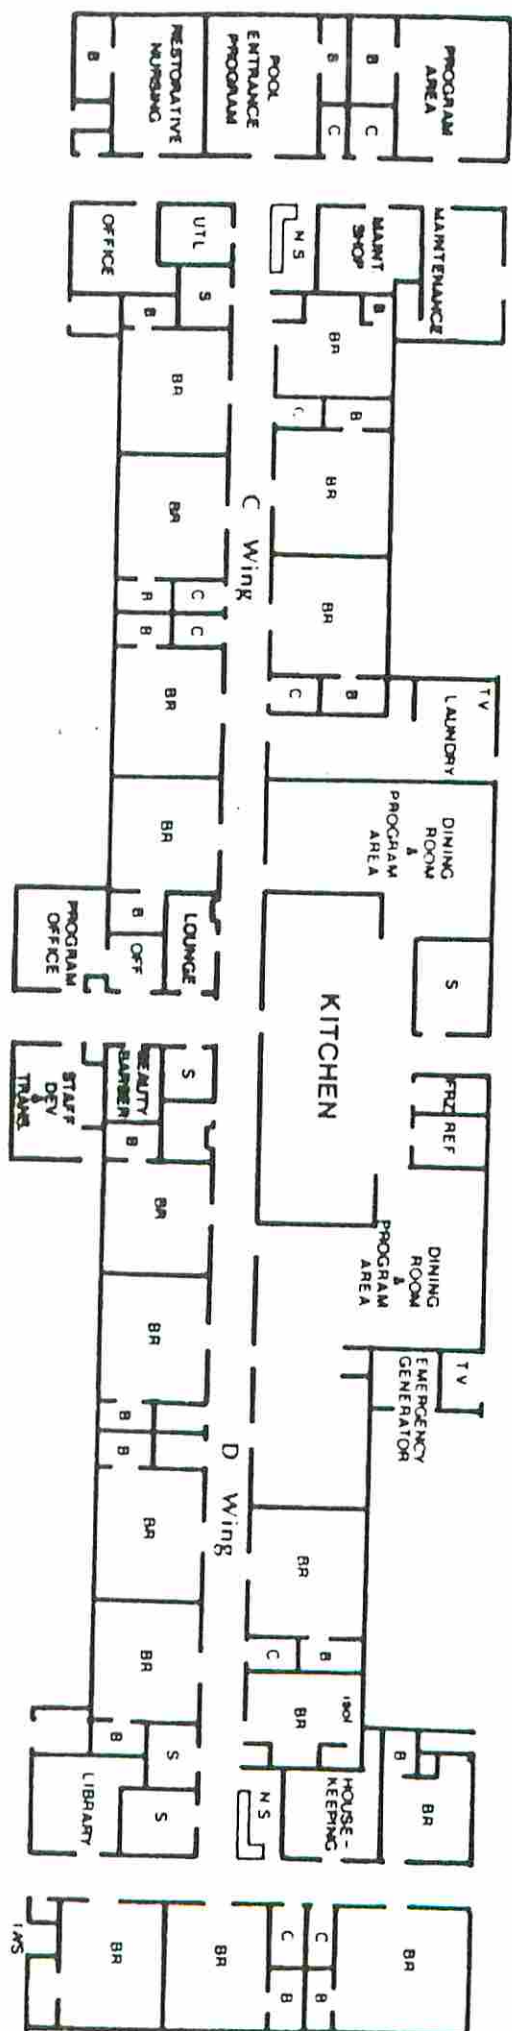 PROGRAM
AREA
B
C
B
C
POOL
ENTRANCE
PROGRAM
RESTORATIVE
NURSING
B
MAINTENANCE
MAINT
SHOP
N S
UTL
S
OFFICE
B
BR
B
B
C
BR
BR
BR
BR
C Wing
BR
C
C
B
B
C
BR
BR
B
TV
LAUNDRY
DINING
ROOM
&
PROGRAM
AREA
S
KITCHEN
LOUNGE
B
OFF
PROGRAM
OFFICE
FRZ
REF
S
BEAUTY
BARBER
B
STAFF
DEV
&
TRANS.
DINING
ROOM
&
PROGRAM
AREA
TV
EMERGENCY
GENERATOR
BR
BR
B
B
D Wing
BR
BR
BR
C
B
BR
ISOL
B
BR
HOUSE-
KEEPING
N S
B
S
S
LIBRARY
BR
C
B
C
B
BR
BR